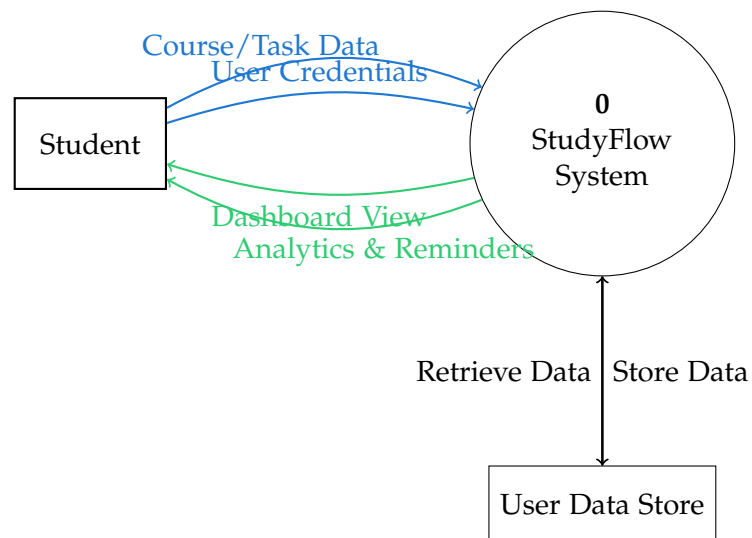 Course/Task Data
User Credentials
Student
0
StudyFlow
System
Dashboard View
Analytics & Reminders
Retrieve Data
Store Data
User Data Store